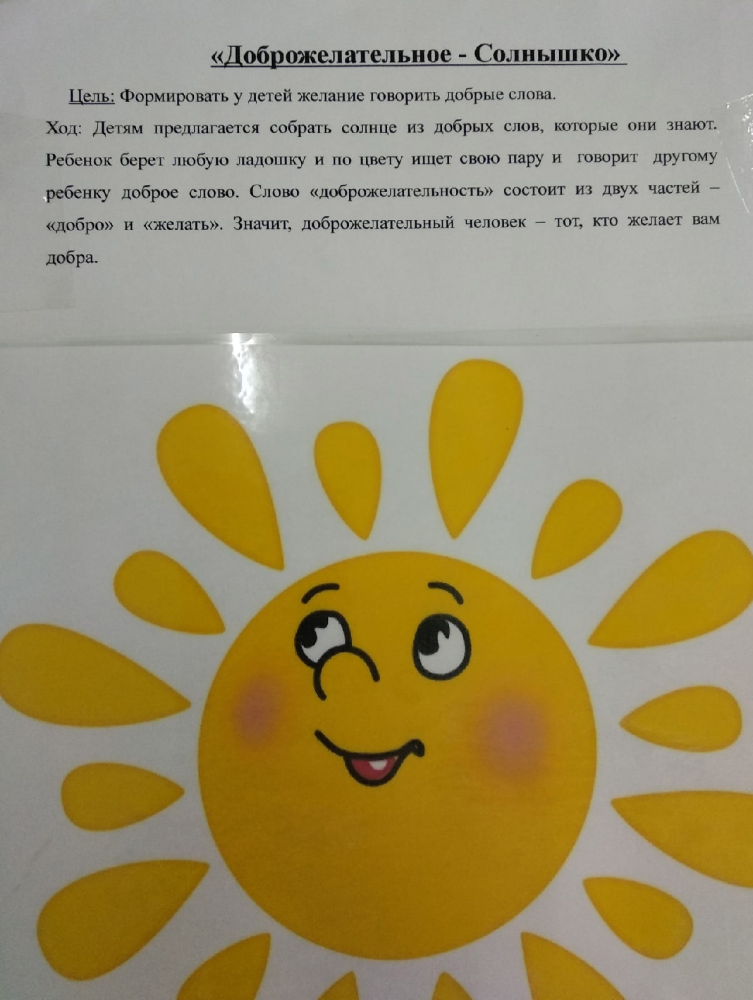 «Доброжелательное - Солнышко»
Цель: Формировать у детей желание говорить добрые слова.
Ход: Детям предлагается собрать солнце из добрых слов, которые они знают.
Ребенок берет любую ладошку и по цвету ищет свою пару и говорит другому
ребенку доброе слово. Слово «доброжелательность» состоит из двух частей –
«добро» и «желать». Значит, доброжелательный человек – тот, кто желает вам
добра.